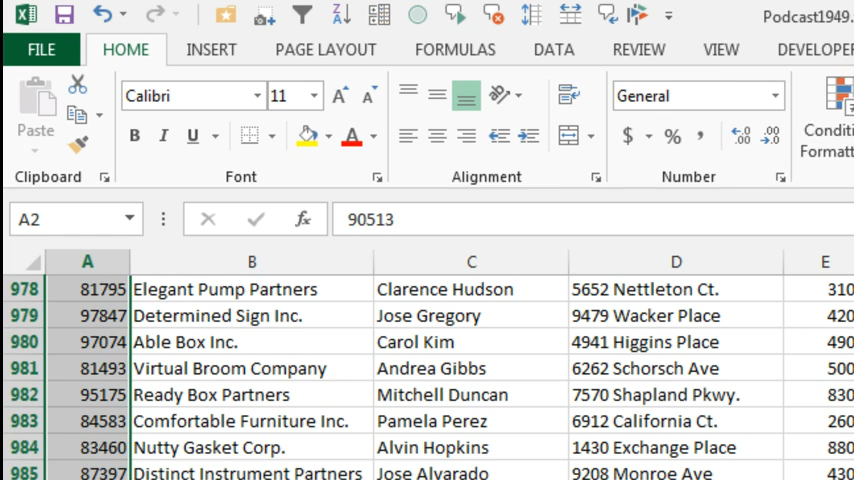 Podcast1949.
FILE HOME INSERT PAGE LAYOUT FORMULAS DATA REVIEW VIEW DEVELOPER
Calibri 11 General
Paste B I U A $ % ,
Conditi
Formatt
Clipboard Font Alignment Number
A2 fx 90513
A B C D E
978 81795 Elegant Pump Partners Clarence Hudson 5652 Nettleton Ct. 310
979 97847 Determined Sign Inc. Jose Gregory 9479 Wacker Place 420
980 97074 Able Box Inc. Carol Kim 4941 Higgins Place 490
981 81493 Virtual Broom Company Andrea Gibbs 6262 Schorsch Ave 500
982 95175 Ready Box Partners Mitchell Duncan 7570 Shapland Pkwy. 830
983 84583 Comfortable Furniture Inc. Pamela Perez 6912 California Ct. 260
984 83460 Nutty Gasket Corp. Alvin Hopkins 1430 Exchange Place 880
985 87397 Distinct Instrument Partners Jose Alvarado 9208 Monroe Ave 430